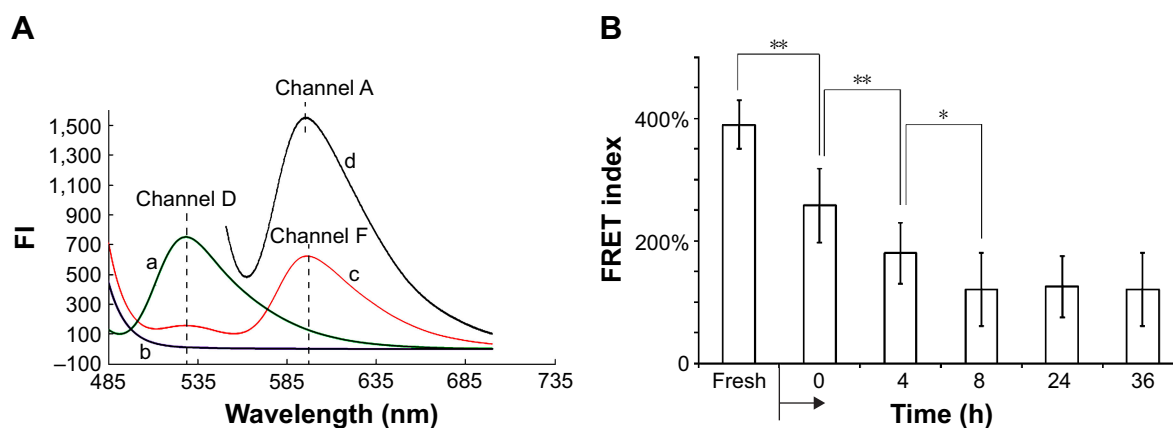 A
Channel A
1,500
1,300
d
1,100
Channel D
900
Channel F
700
a
500
c
300
100
b
−100
485 535 585 635 685 735
FI
Wavelength (nm)
B
**
**
*
400%
200%
0
FRET index
Fresh 0 4 8 24 36
Time (h)